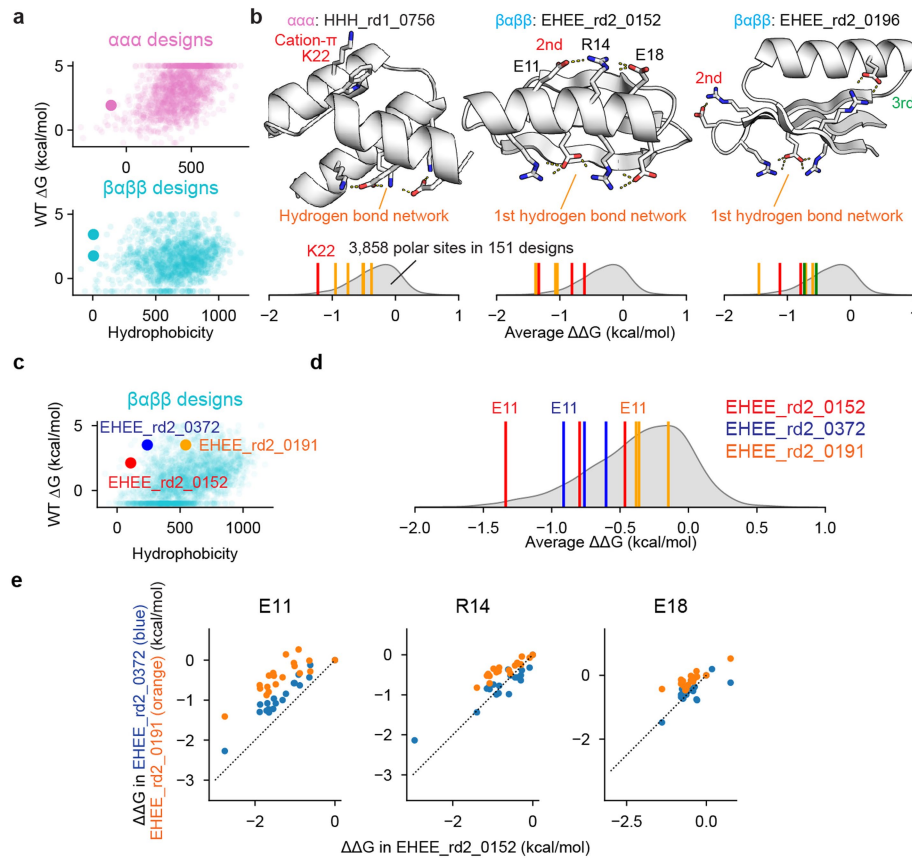 a
ααα designs
WT ΔG (kcal/mol)
5
0
0
500
βαββ designs
5
0
0
500
1000
Hydrophobicity
b
ααα: HHH_rd1_0756
Cation-π
K22
Hydrogen bond network
K22
3,858 polar sites in 151 designs
−2
−1
0
1
βαββ: EHEE_rd2_0152
2nd
R14
E18
E11
1st hydrogen bond network
−2
−1
0
1
Average ΔΔG (kcal/mol)
βαββ: EHEE_rd2_0196
2nd
3rd
1st hydrogen bond network
−2
−1
0
1
c
βαββ designs
WT ΔG (kcal/mol)
5
0
EHEE_rd2_0372
EHEE_rd2_0191
EHEE_rd2_0152
0
500
1000
Hydrophobicity
d
E11
E11
E11
EHEE_rd2_0152
EHEE_rd2_0372
EHEE_rd2_0191
−2.0
−1.5
−1.0
−0.5
0.0
0.5
1.0
Average ΔΔG (kcal/mol)
e
ΔΔG in EHEE_rd2_0372 (blue)
EHEE_rd2_0191 (orange) (kcal/mol)
E11
0
−1
−2
−3
−2
0
R14
0
−1
−2
−3
−2
0
E18
0
−2
−2.5
0.0
ΔΔG in EHEE_rd2_0152 (kcal/mol)